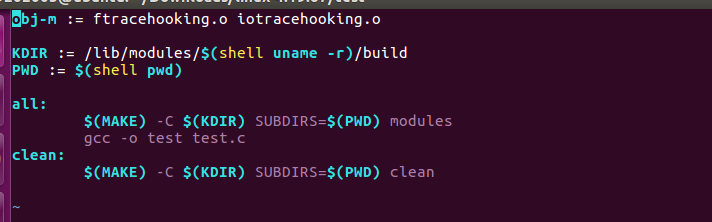 obj-m := ftracehooking.o iotracehooking.o
KDIR := /lib/modules/$(shell uname -r)/build
PWD := $(shell pwd)
all:
$(MAKE) -C $(KDIR) SUBDIRS=$(PWD) modules
gcc -o test test.c
clean:
$(MAKE) -C $(KDIR) SUBDIRS=$(PWD) clean
~